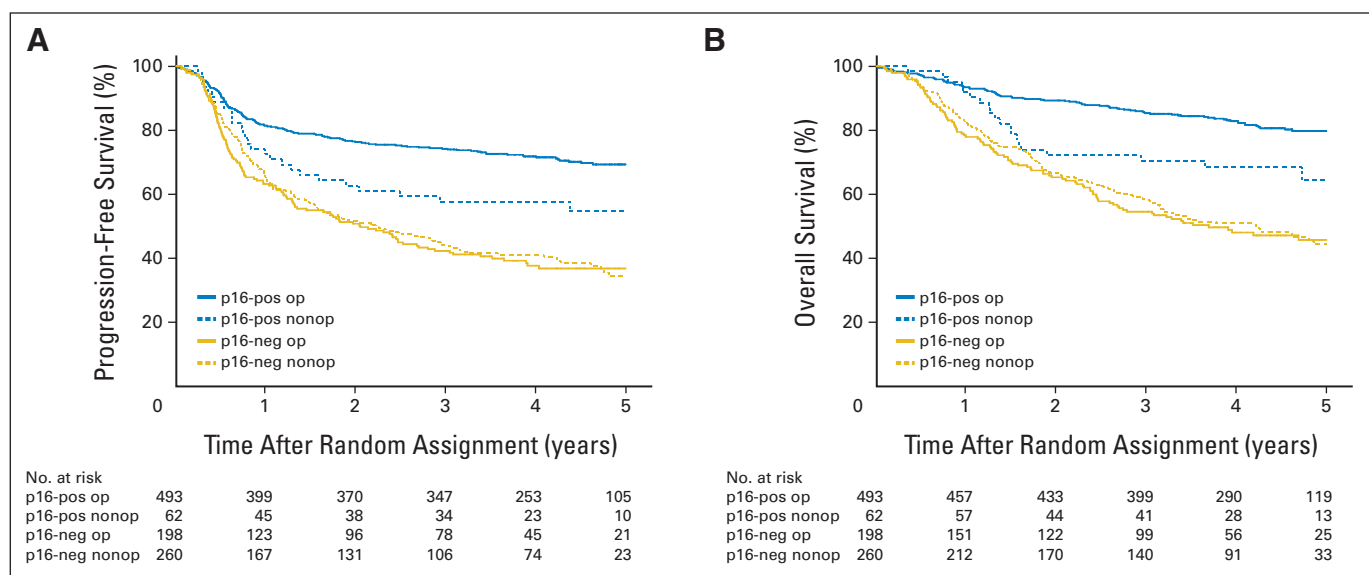 A
Progression-Free Survival (%)
100
80
60
40
20
0
1 2 3 4 5
p16-pos op
p16-pos nonop
p16-neg op
p16-neg nonop
Time After Random Assignment (years)
No. at risk
p16-pos op 493 399 370 347 253 105
p16-pos nonop 62 45 38 34 23 10
p16-neg op 198 123 96 78 45 21
p16-neg nonop 260 167 131 106 74 23
B
Overall Survival (%)
100
80
60
40
20
0
1 2 3 4 5
p16-pos op
p16-pos nonop
p16-neg op
p16-neg nonop
Time After Random Assignment (years)
No. at risk
p16-pos op 493 457 433 399 290 119
p16-pos nonop 62 57 44 41 28 13
p16-neg op 198 151 122 99 56 25
p16-neg nonop 260 212 170 140 91 33